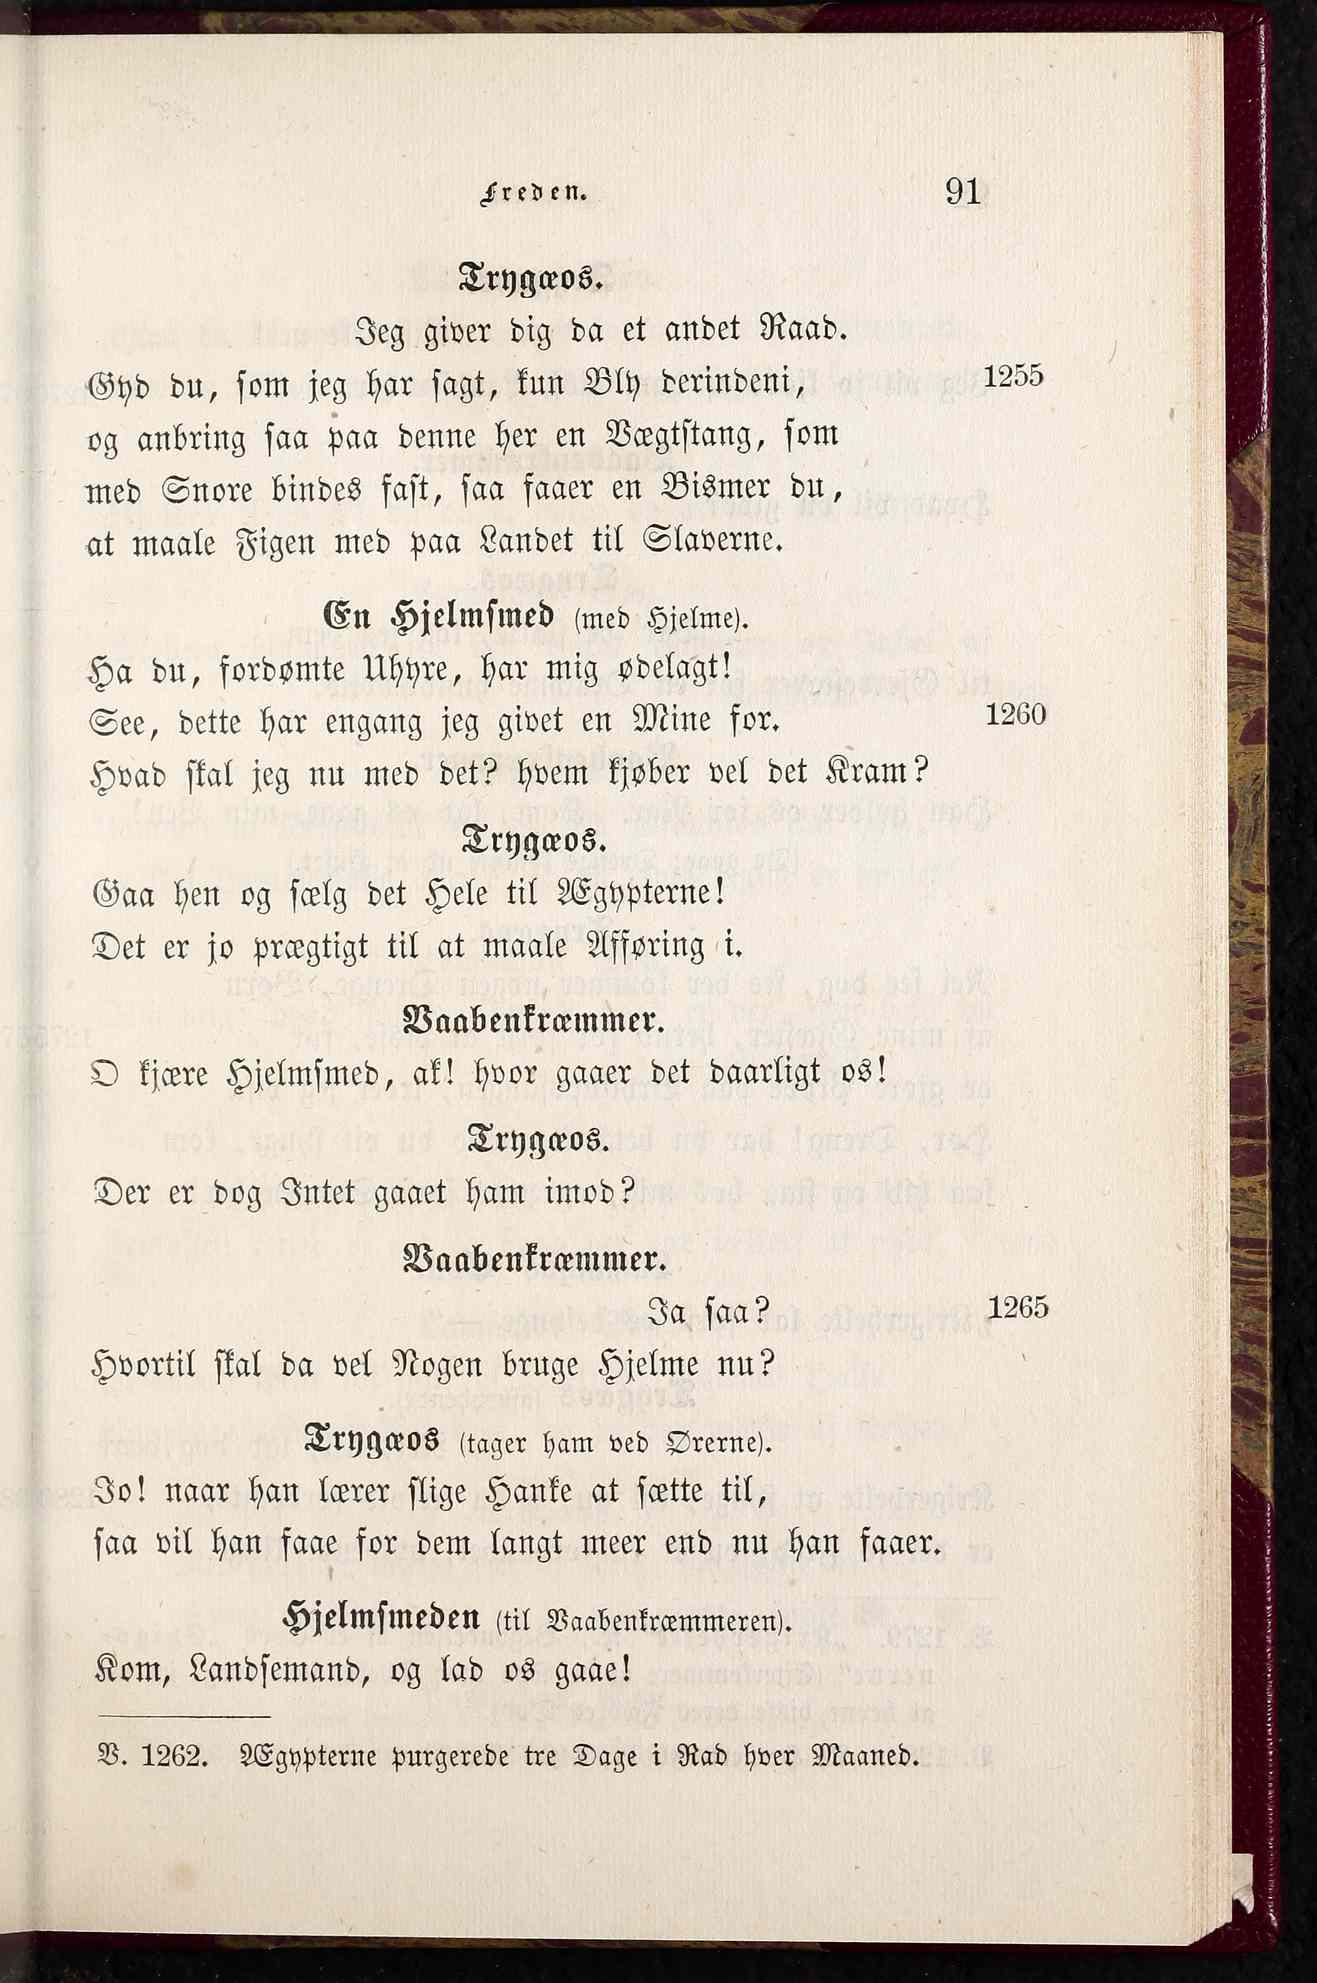 Freden. 91
Trygæos.
Jeg giver dig da et andet Raad.
Gyd du, som jeg har sagt, kun Bly derindeni, 1255
og anbring saa paa denne her en Vægtstang, som
med Snore bindes fast, saa faaer en Bismer du,
at maale Figen med paa Landet til Slaverne.
En Hjelmsmed (med Hjelme).
Ha du, fordømte Uhyre, har mig ødelagt!
See, dette har engang jeg givet en Mine for. 1260
Hvad skal jeg nu med det? hvem kjøber vel det Kram?
Trygæos.
Gaa hen og sælg det Hele til Ægypterne!
Det er jo prægtigt til at maale Afføring i.
Vaabenkræmmer.
O kjære Hjelmsmed, ak! hvor gaaer det daarligt os!
Trygæos.
Der er dog Intet gaaet ham imod?
Vaabenkræmmer.
Ja saa? 1265
Hvortil skal da vel Nogen bruge Hjelme nu?
Trygæos (tager ham ved Ørerne).
Jo! naar han lærer slige Hanke at sætte til,
saa vil han faae for dem langt meer end nu han faaer.
Hjelmsmeden (til Vaabenkræmmeren).
Kom, Landsemand, og lad os gaae!
V. 1262. Ægypterne purgerede tre Dage i Rad hver Maaned.